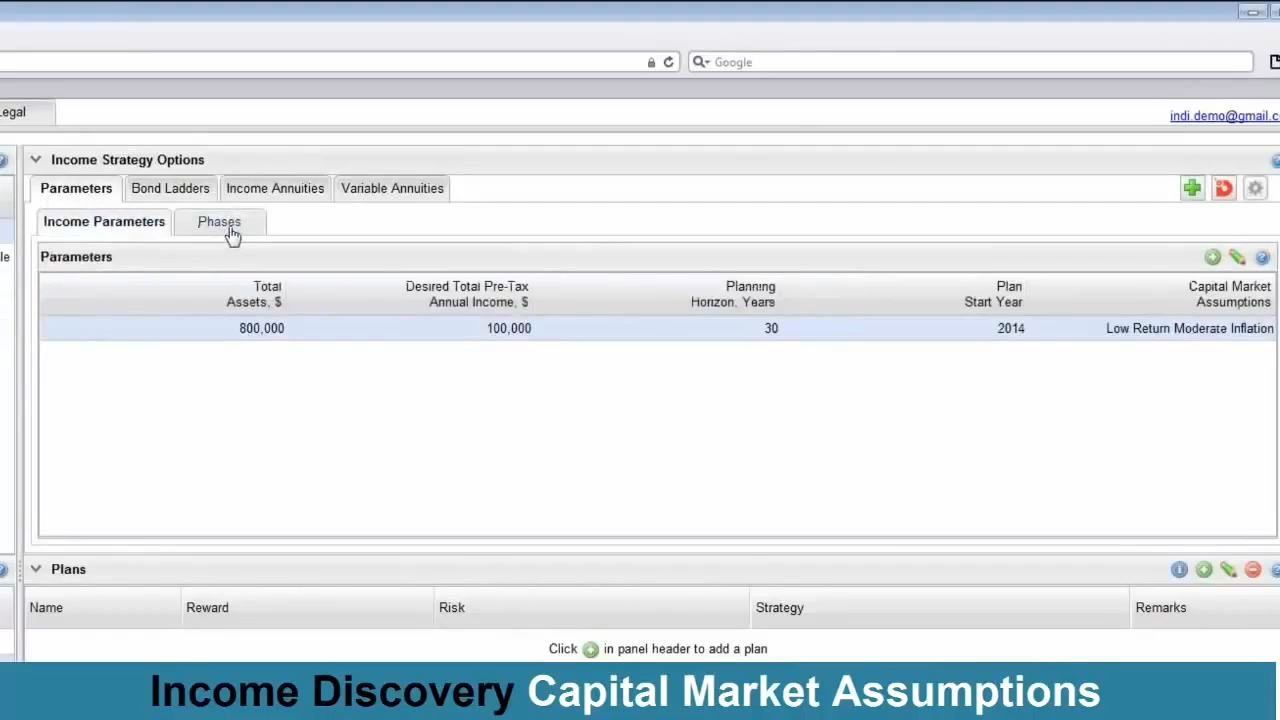 Google
Legal
indi.demo@gmail.c
Income Strategy Options
Parameters Bond Ladders Income Annuities Variable Annuities
Income Parameters Phases
le
Parameters
Total Assets, $ Desired Total Pre-Tax Annual Income, $ Planning Horizon, Years Plan Start Year Capital Market Assumptions
800,000 100,000 30 2014 Low Return Moderate Inflation
Plans
Name Reward Risk Strategy Remarks
Click in panel header to add a plan
Income Discovery Capital Market Assumptions